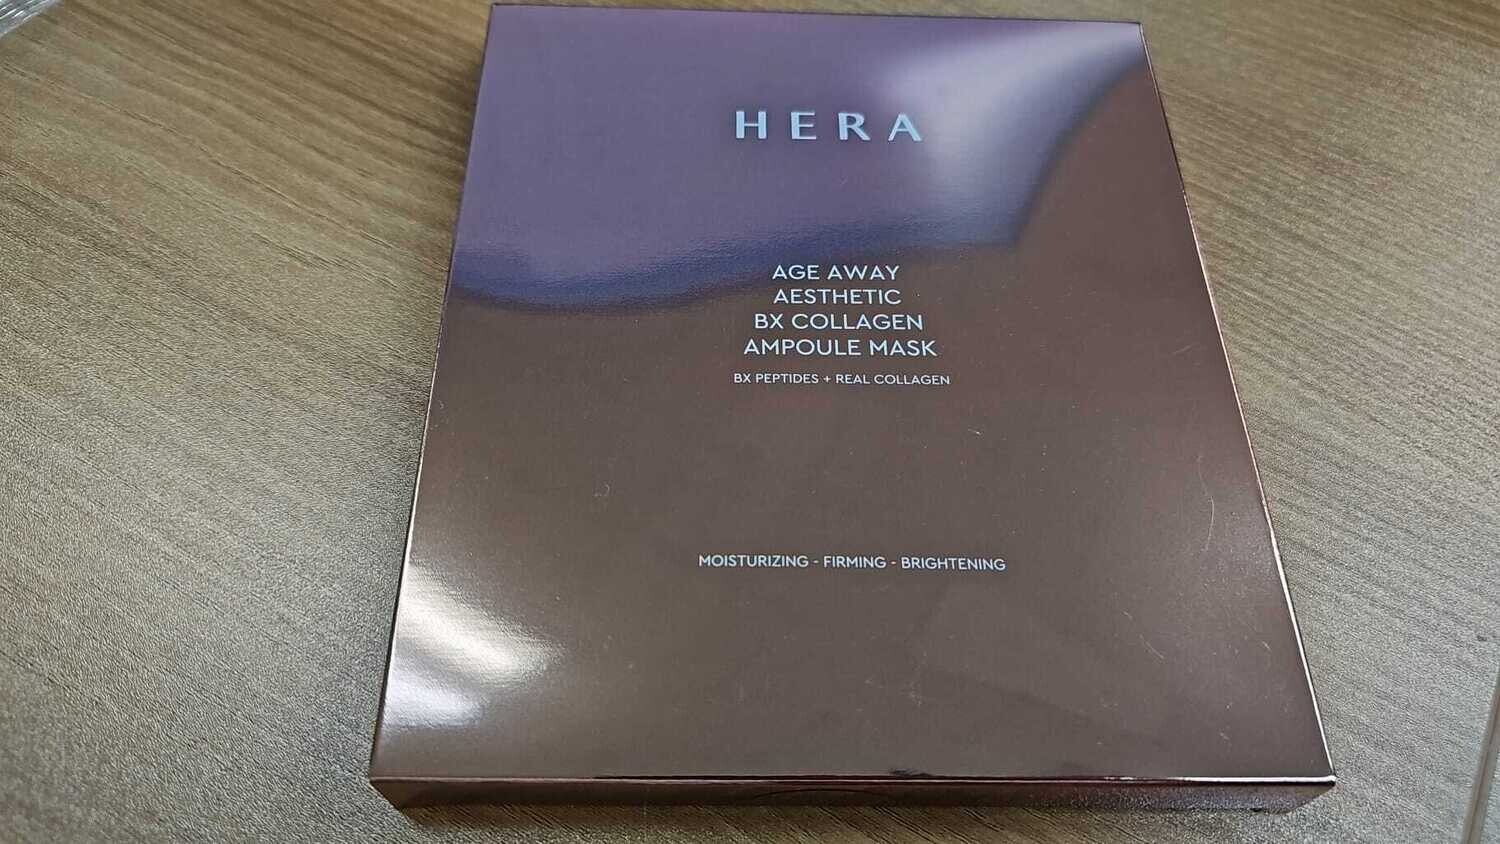 HERA
AGE AWAY
AESTHETIC
BX COLLAGEN
AMPOULE MASK
BX PEPTIDES + REAL COLLAGEN
MOISTURIZING - FIRMING - BRIGHTENING